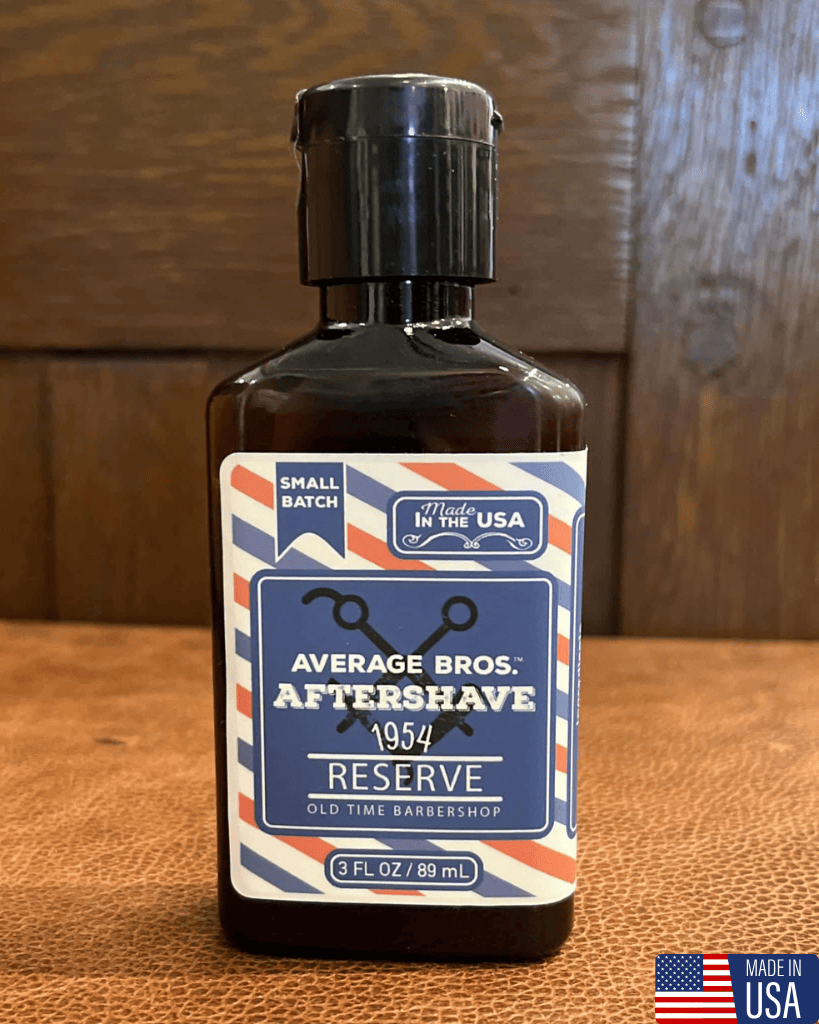 SMALL
BATCH
Made
IN THE USA
AVERAGE BROS.™
AFTERSHAVE
1954
RESERVE
OLD TIME BARBERSHOP
3 FL OZ / 89 mL
MADE IN
USA